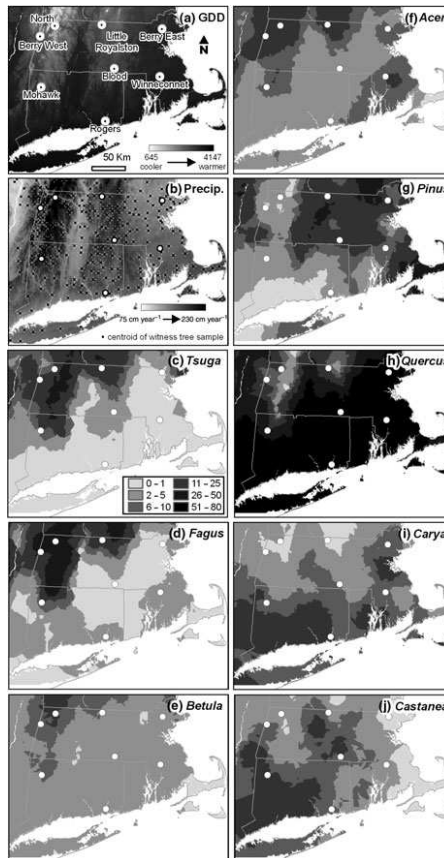 (a) GDD
North
Berry West
Little
Royalston
Berry East
N
Blood
Winneconnet
Mohawk
Rogers
50 Km
645
4147
cooler
warmer
(b) Precip.
75 cm year⁻¹
230 cm year⁻¹
• centroid of witness tree sample
(c) Tsuga
0 – 1
11 – 25
2 – 5
26 – 50
6 – 10
51 – 80
(d) Fagus
(e) Betula
(f) Acer
(g) Pinus
(h) Quercus
(i) Carya
(j) Castanea